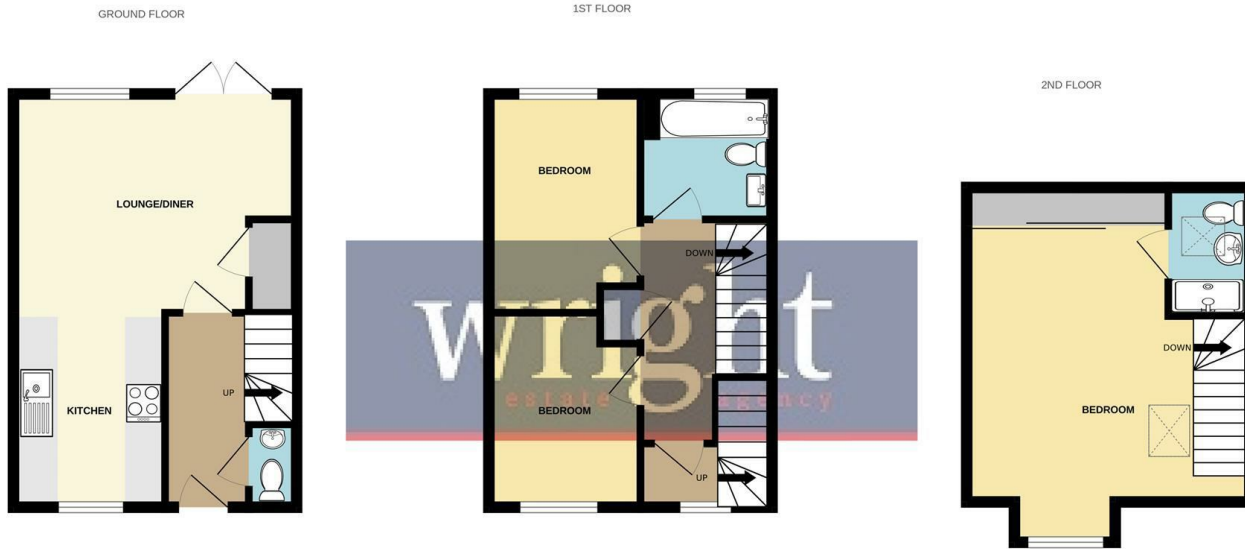 GROUND FLOOR
LOUNGE/DINER
UP
KITCHEN
1ST FLOOR
BEDROOM
DOWN
wright
estate agency
BEDROOM
UP
2ND FLOOR
DOWN
BEDROOM